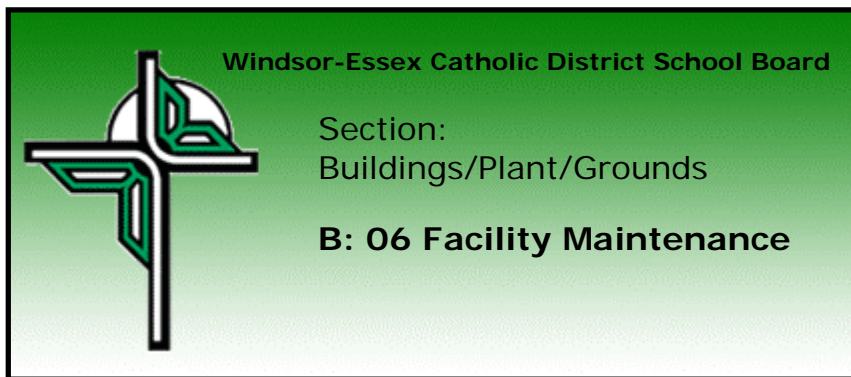 Windsor-Essex Catholic District School Board
Section:
Buildings/Plant/Grounds
B: 06 Facility Maintenance